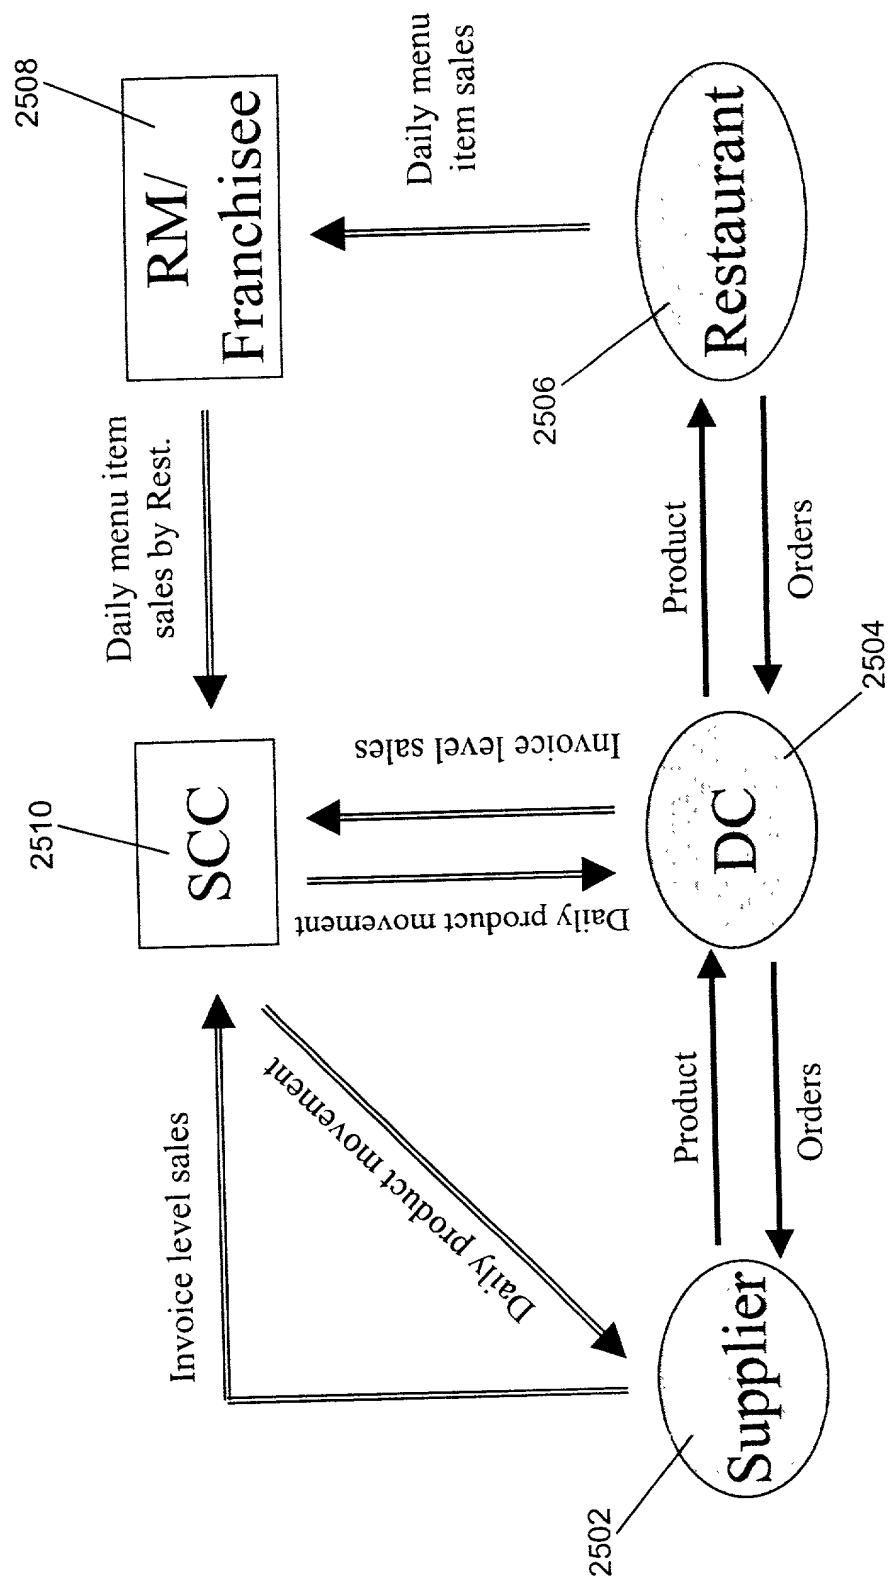 2510
2508
SCC
RM/
Franchisee
Daily menu item
sales by Rest.
Invoice level sales
Daily product movement
Daily product movement
Invoice level sales
Daily menu
item sales
2502
Supplier
Product
Orders
DC
2504
Product
Orders
2506
Restaurant